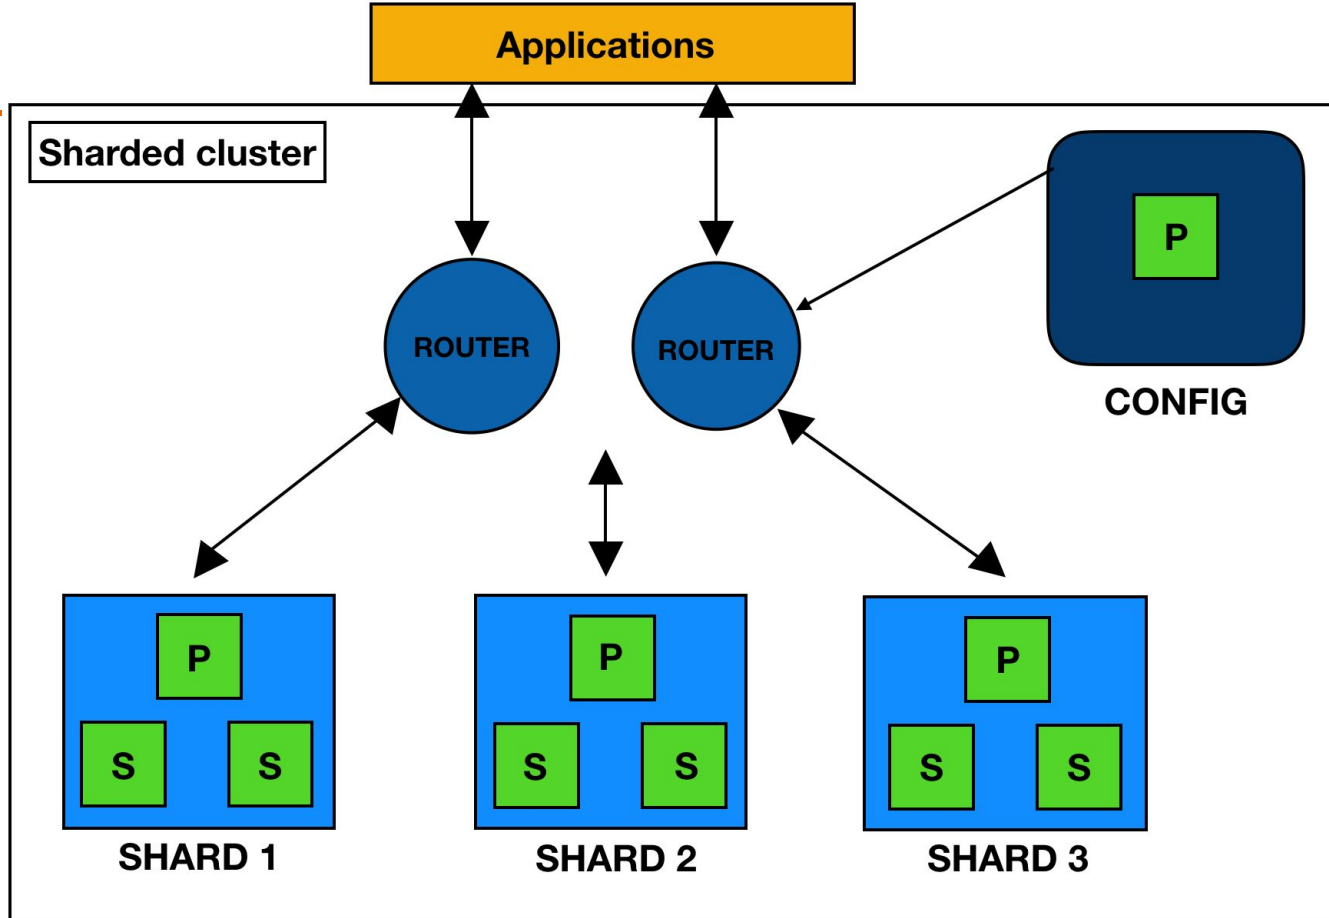 Applications
Sharded cluster
P
ROUTER
ROUTER
CONFIG
P
S
S
SHARD 1
P
S
S
SHARD 2
P
S
S
SHARD 3